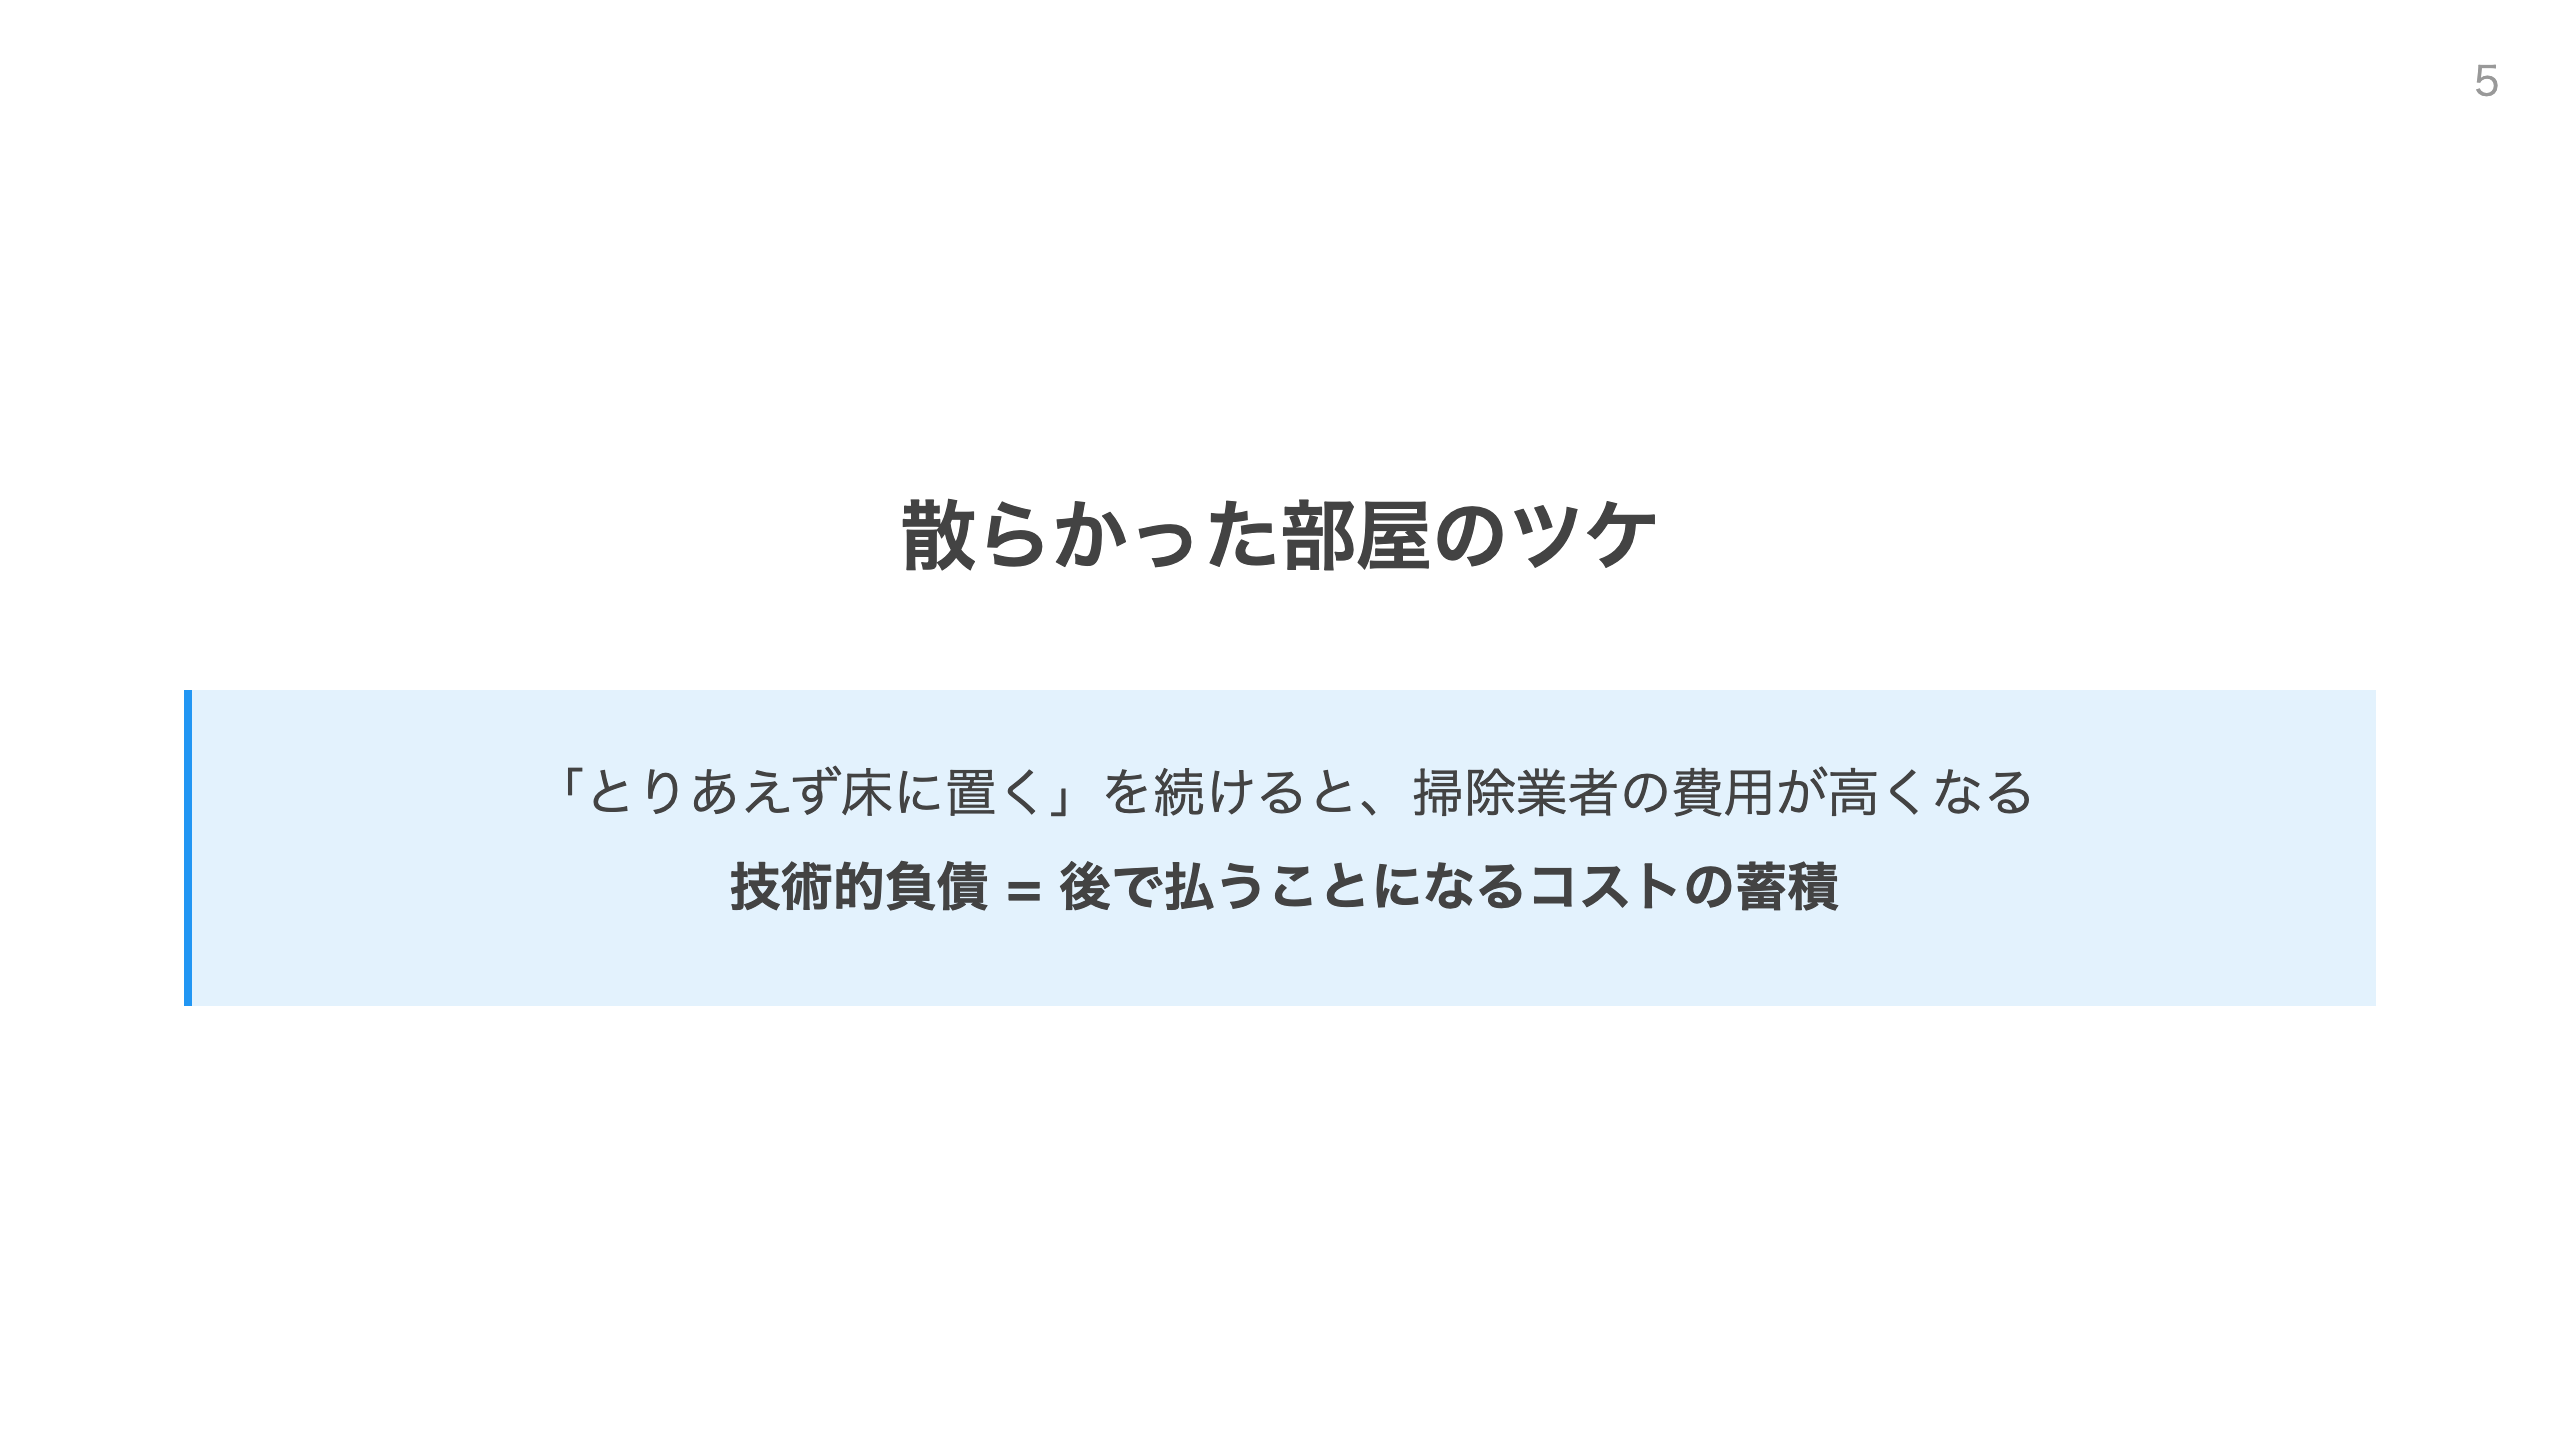 5
散らかった部屋のツケ
「とりあえず床に置く」を続けると、掃除業者の費用が高くなる
技術的負債 = 後で払うことになるコストの蓄積